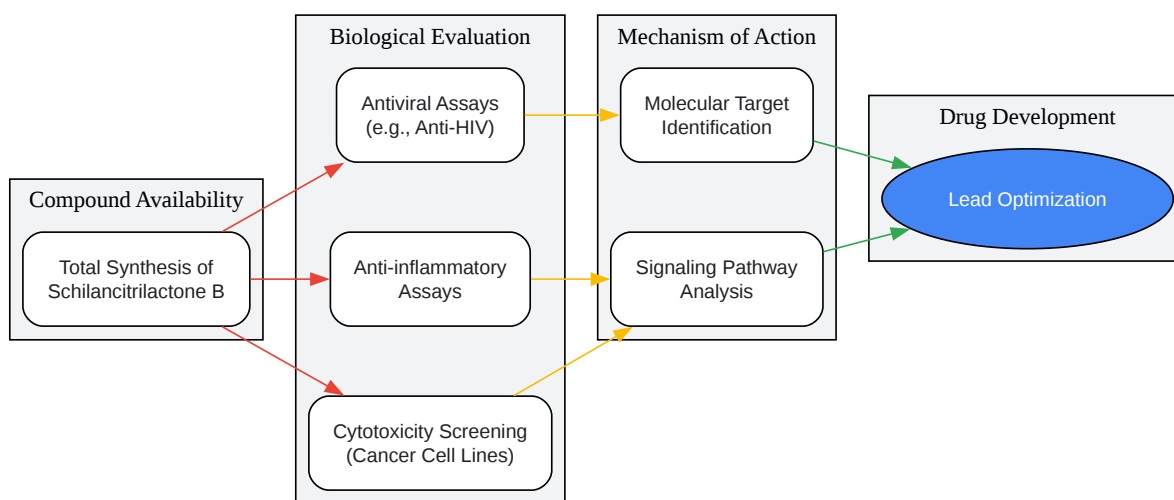 Compound Availability
Total Synthesis of
Schilancitrilactone B
Biological Evaluation
Antiviral Assays
(e.g., Anti-HIV)
Anti-inflammatory
Assays
Cytotoxicity Screening
(Cancer Cell Lines)
Mechanism of Action
Molecular Target
Identification
Signaling Pathway
Analysis
Drug Development
Lead Optimization